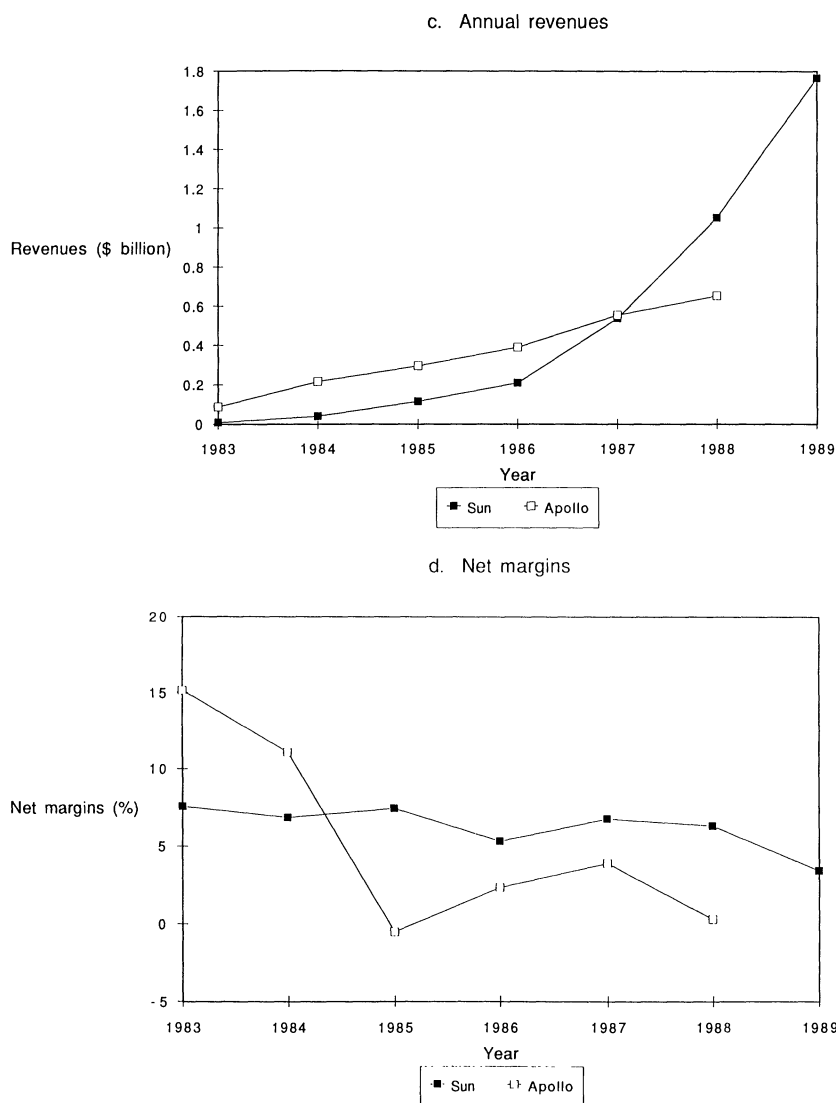 c. Annual revenues
1.8
1.6
1.4
1.2
1
0.8
0.6
0.4
0.2
0
Revenues ($ billion)
1983 1984 1985 1986 1987 1988 1989
Year
Sun Apollo
d. Net margins
20
15
10
5
0
-5
Net margins (%)
1983 1984 1985 1986 1987 1988 1989
Year
Sun Apollo